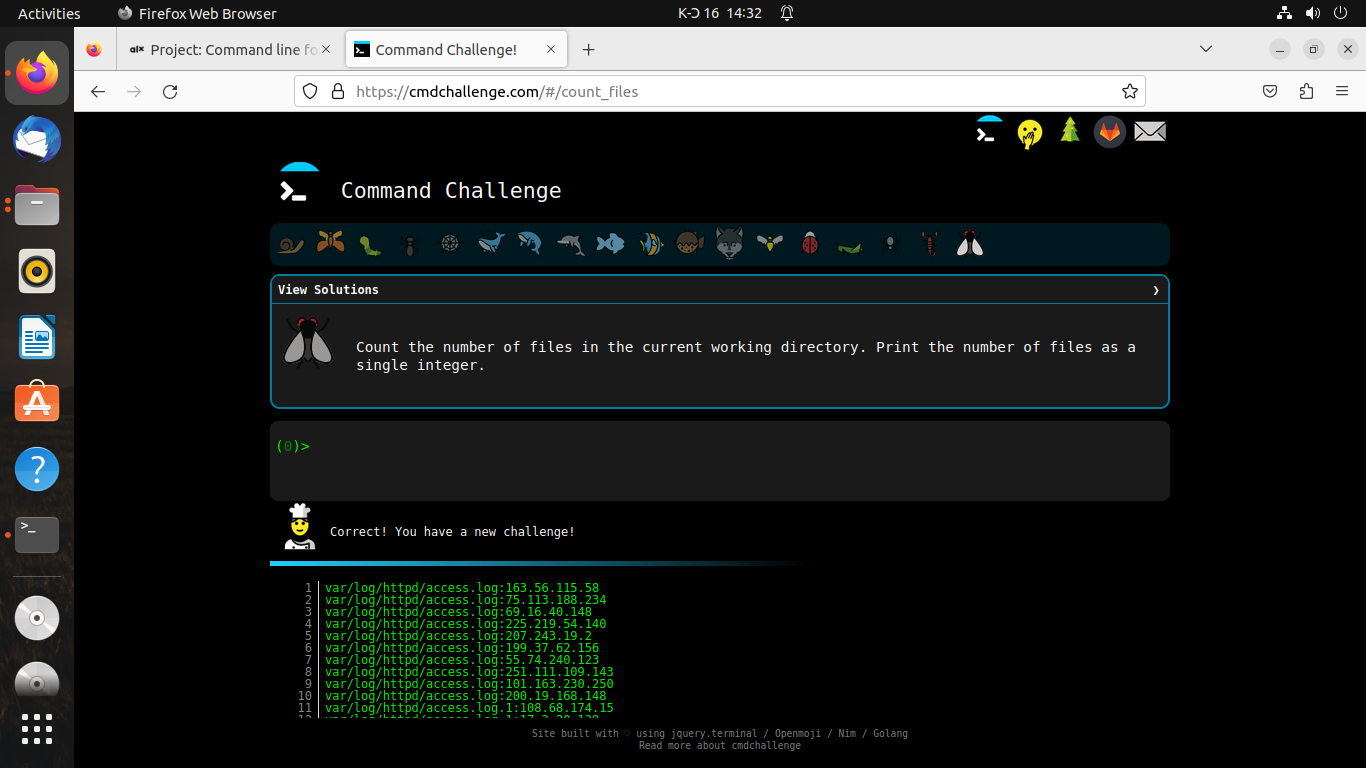 Activities
Firefox Web Browser
К-Ͻ 16 14:32
Project: Command line fo
Command Challenge!
https://cmdchallenge.com/#/count_files
Command Challenge
View Solutions
Count the number of files in the current working directory. Print the number of files as a
single integer.
(0)>
Correct! You have a new challenge!
1 var/log/httpd/access.log:163.56.115.58
2 var/log/httpd/access.log:75.113.188.234
3 var/log/httpd/access.log:69.16.40.148
4 var/log/httpd/access.log:225.219.54.140
5 var/log/httpd/access.log:207.243.19.2
6 var/log/httpd/access.log:199.37.62.156
7 var/log/httpd/access.log:55.74.240.123
8 var/log/httpd/access.log:251.111.109.143
9 var/log/httpd/access.log:101.163.230.250
10 var/log/httpd/access.log:200.19.168.148
11 var/log/httpd/access.log.1:108.68.174.15
Site built with ♡ using jquery.terminal / Openmoji / Nim / Golang
Read more about cmdchallenge